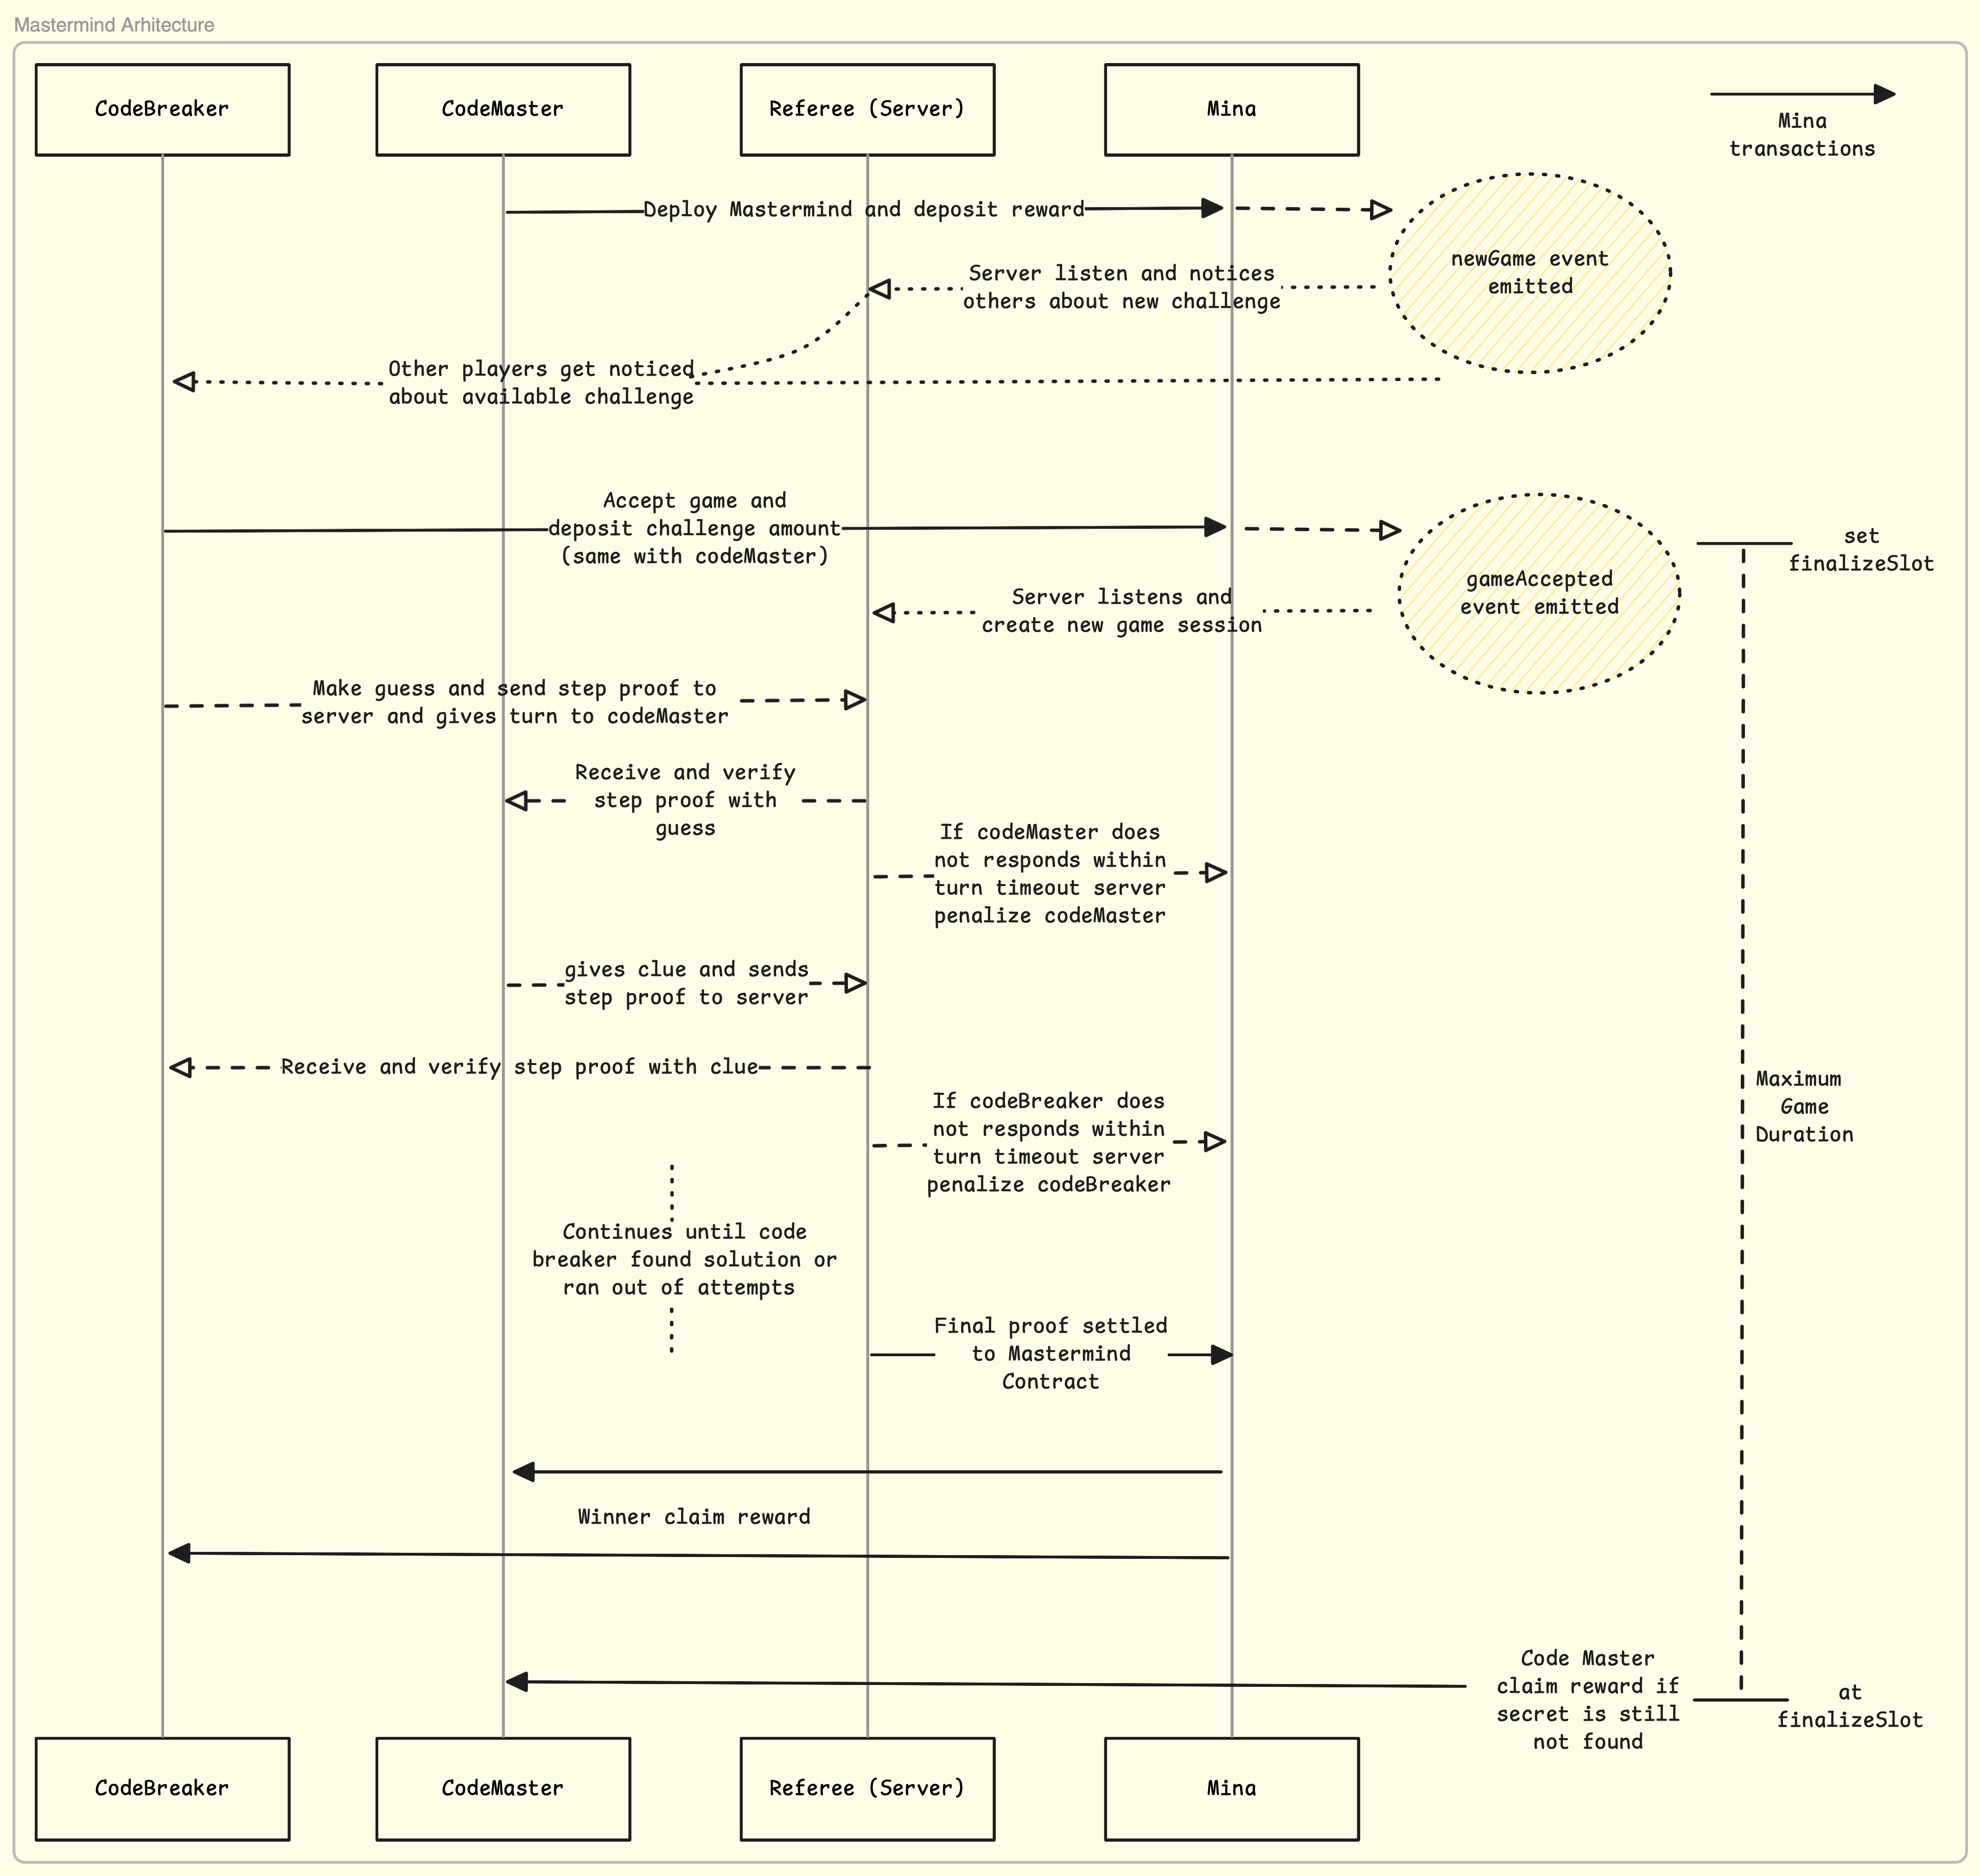 Mastermind Arhitecture
CodeBreaker
CodeMaster
Referee (Server)
Mina
Mina
transactions
Deploy Mastermind and deposit reward
newGame event
emitted
Server listen and notices
others about new challenge
Other players get noticed
about available challenge
Accept game and
deposit challenge amount
(same with codeMaster)
set
finalizeSlot
gameAccepted
event emitted
Server listens and
create new game session
Make guess and send step proof to
server and gives turn to codeMaster
Receive and verify
step proof with
guess
If codeMaster does
not responds within
turn timeout server
penalize codeMaster
gives clue and sends
step proof to server
Receive and verify step proof with clue
Maximum
Game
Duration
If codeBreaker does
not responds within
turn timeout server
penalize codeBreaker
Continues until code
breaker found solution or
ran out of attempts
Final proof settled
to Mastermind
Contract
Winner claim reward
Code Master
claim reward if
secret is still
not found
at
finalizeSlot
CodeBreaker
CodeMaster
Referee (Server)
Mina